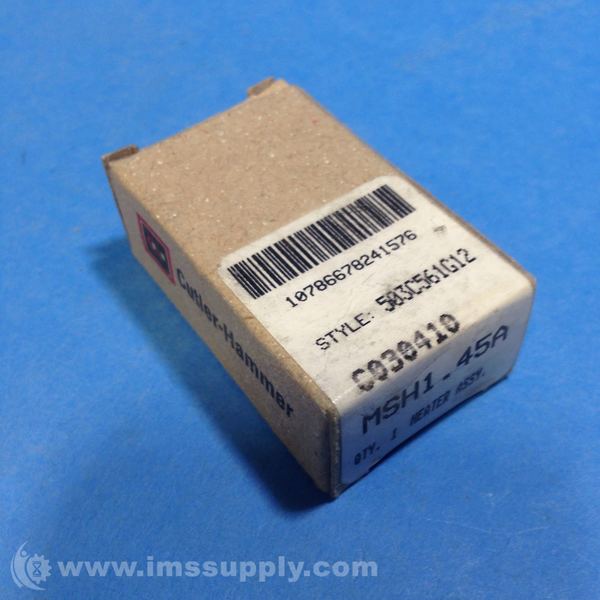 Cutler-Hammer
10786678241576
STYLE: 503C561G12
C030410
MSH1.45A
QTY. 1 HEATER ASSY.
www.imssupply.com